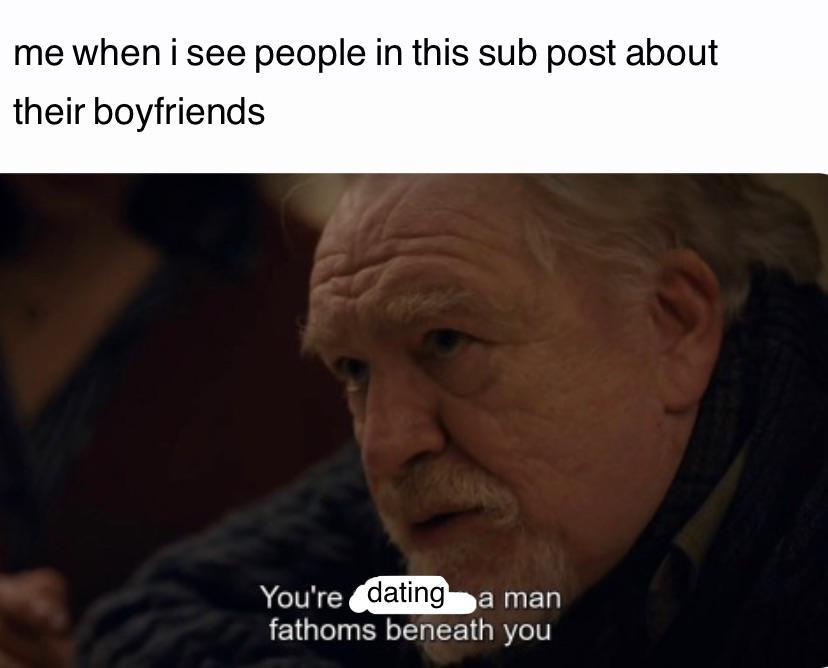 me when i see people in this sub post about
their boyfriends
You're dating a man
fathoms beneath you